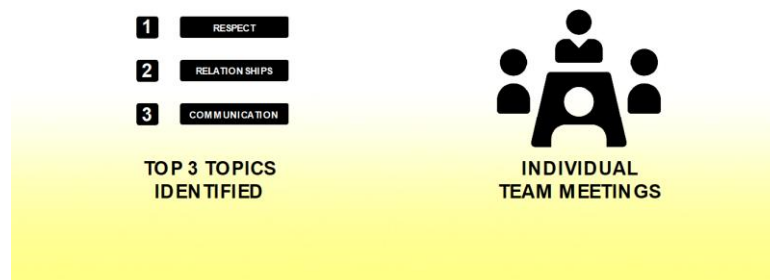 1 RESPECT
2 RELATIONSHIPS
3 COMMUNICATION
TOP 3 TOPICS
IDENTIFIED
INDIVIDUAL
TEAM MEETINGS